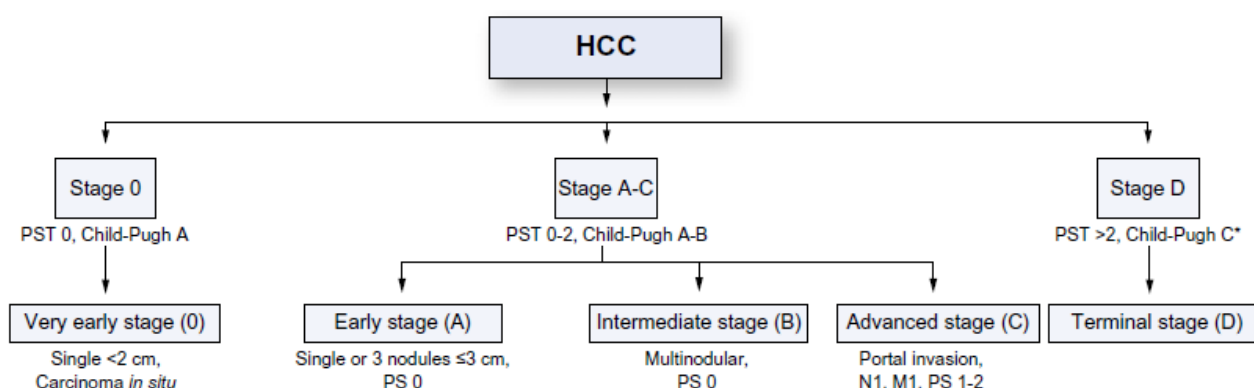 HCC
Stage 0
PST 0, Child-Pugh A
Stage A-C
PST 0-2, Child-Pugh A-B
Stage D
PST >2, Child-Pugh C*
Very early stage (0)
Single <2 cm,
Carcinoma in situ
Early stage (A)
Single or 3 nodules ≤3 cm,
PS 0
Intermediate stage (B)
Multinodular,
PS 0
Advanced stage (C)
Portal invasion,
N1, M1, PS 1-2
Terminal stage (D)